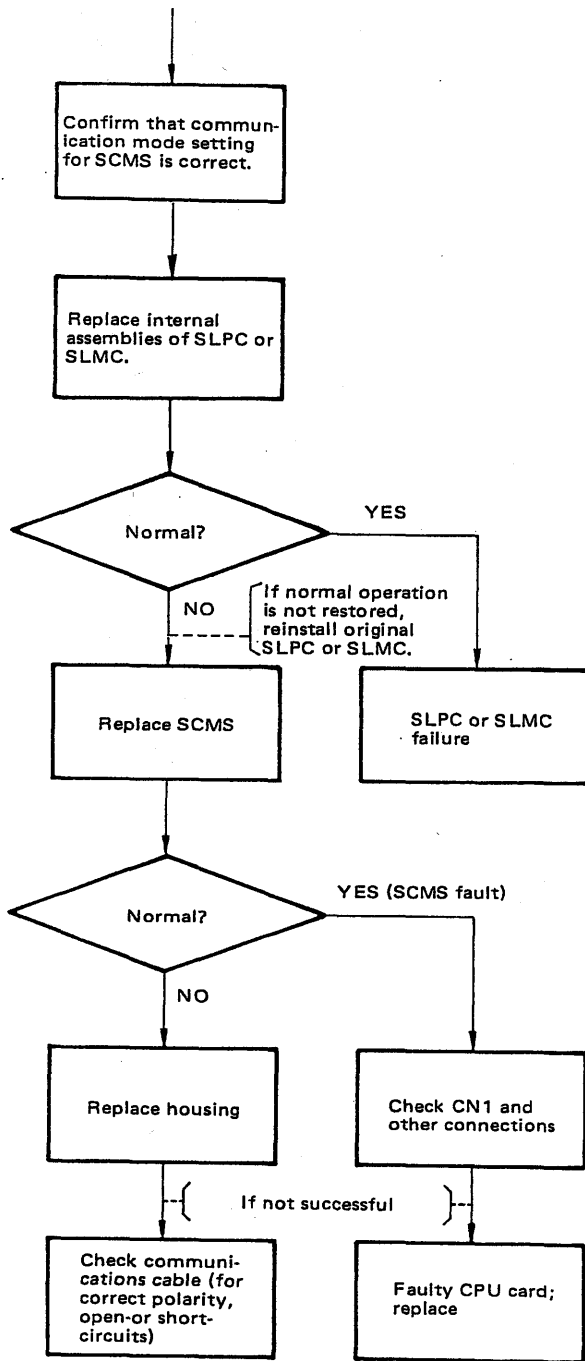 Confirm that commun-
ication mode setting
for SCMS is correct.
Replace internal
assemblies of SLPC or
SLMC.
Normal?
YES
NO
If normal operation
is not restored,
reinstall original
SLPC or SLMC.
Replace SCMS
SLPC or SLMC
failure
Normal?
YES (SCMS fault)
NO
Replace housing
Check CN1 and
other connections
If not successful
Check communi-
cations cable (for
correct polarity,
open-or short-
circuits)
Faulty CPU card;
replace